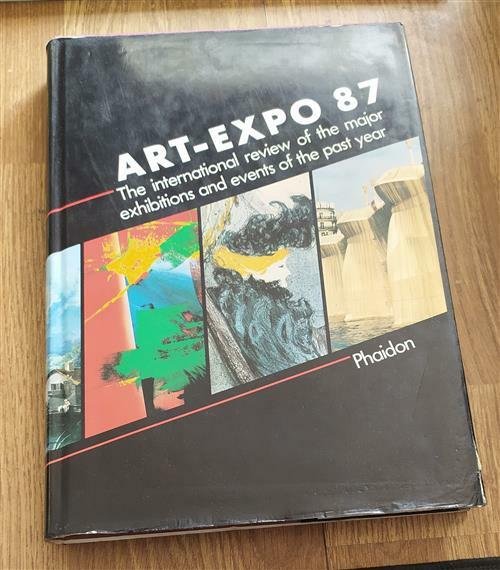 ART-EXPO 87
The international review of the major
exhibitions and events of the past year
Phaidon